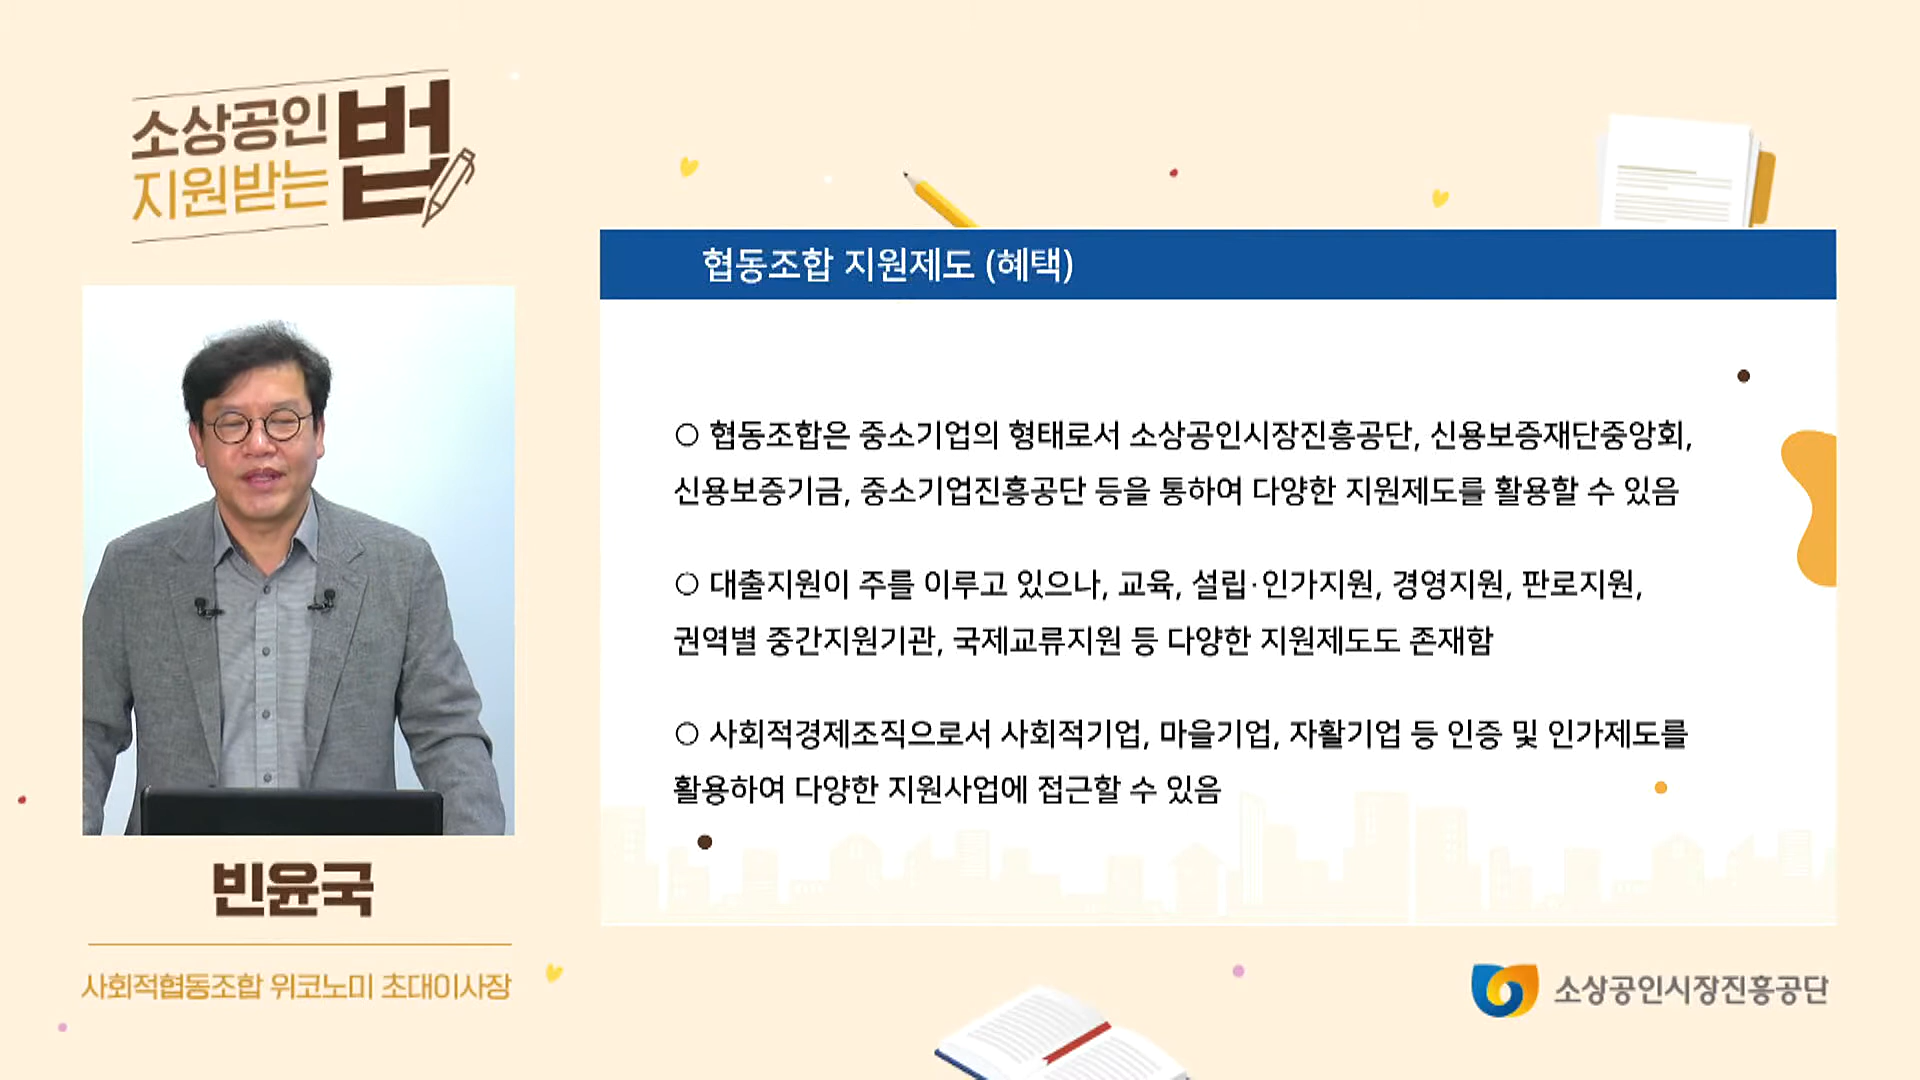 소상공인
지원받는
법
협동조합 지원제도 (혜택)
○ 협동조합은 중소기업의 형태로서 소상공인시장진흥공단, 신용보증재단중앙회,
신용보증기금, 중소기업진흥공단 등을 통하여 다양한 지원제도를 활용할 수 있음
○ 대출지원이 주를 이루고 있으나, 교육, 설립·인가지원, 경영지원, 판로지원,
권역별 중간지원기관, 국제교류지원 등 다양한 지원제도도 존재함
○ 사회적경제조직으로서 사회적기업, 마을기업, 자활기업 등 인증 및 인가제도를
활용하여 다양한 지원사업에 접근할 수 있음
빈윤국
사회적협동조합 위코노미 초대이사장
소상공인시장진흥공단